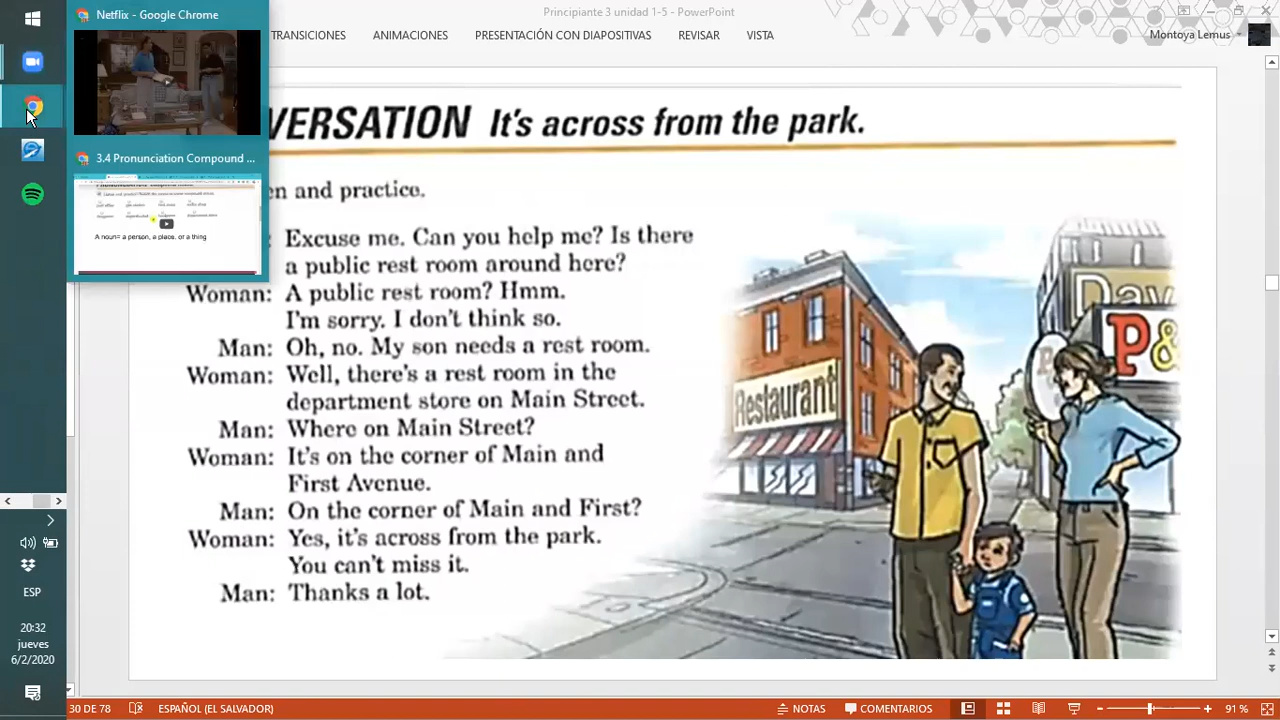 Netflix - Google Chrome
Principiante 3 unidad 1-5 - PowerPoint
TRANSICIONES ANIMACIONES PRESENTACIÓN CON DIAPOSITIVAS REVISAR VISTA Montoya Lemus
VERSATION It's across from the park.
3.4 Pronunciation Compound ...
en and practice.
A noun= a person, a place, or a thing
: Excuse me. Can you help me? Is there
a public rest room around here?
Woman: A public rest room? Hmm.
I'm sorry. I don't think so.
Man: Oh, no. My son needs a rest room.
Woman: Well, there's a rest room in the
department store on Main Street.
Man: Where on Main Street?
Woman: It's on the corner of Main and
First Avenue.
Man: On the corner of Main and First?
Woman: Yes, it's across from the park.
You can't miss it.
Man: Thanks a lot.
Restaurant
Dav
P&
P
ESP
20:32
jueves
6/2/2020
30 DE 78 ESPAÑOL (EL SALVADOR) NOTAS COMENTARIOS 91 %